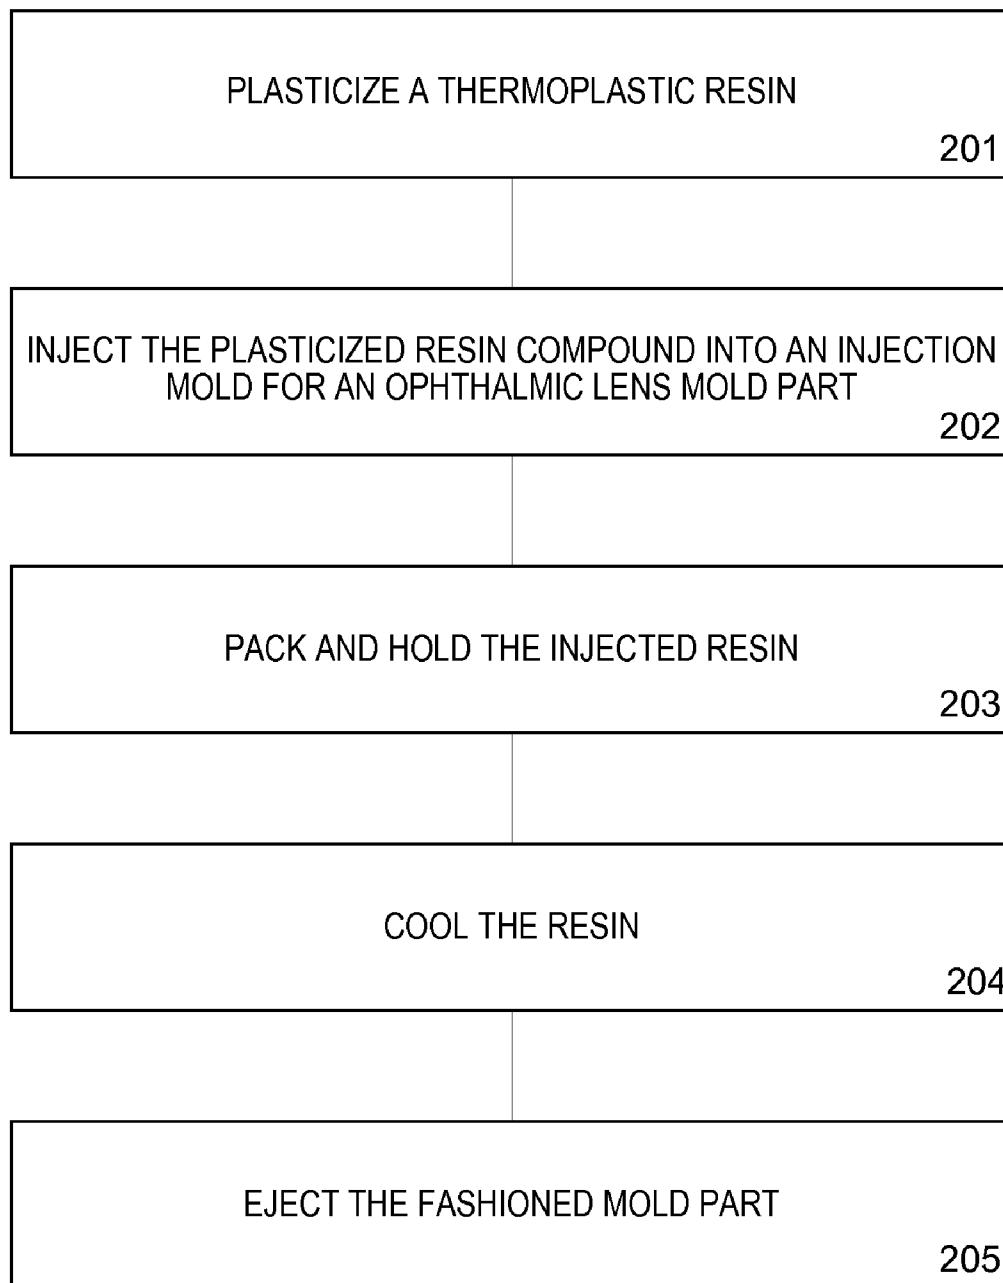 PLASTICIZE A THERMOPLASTIC RESIN
201
INJECT THE PLASTICIZED RESIN COMPOUND INTO AN INJECTION
MOLD FOR AN OPHTHALMIC LENS MOLD PART
202
PACK AND HOLD THE INJECTED RESIN
203
COOL THE RESIN
204
EJECT THE FASHIONED MOLD PART
205